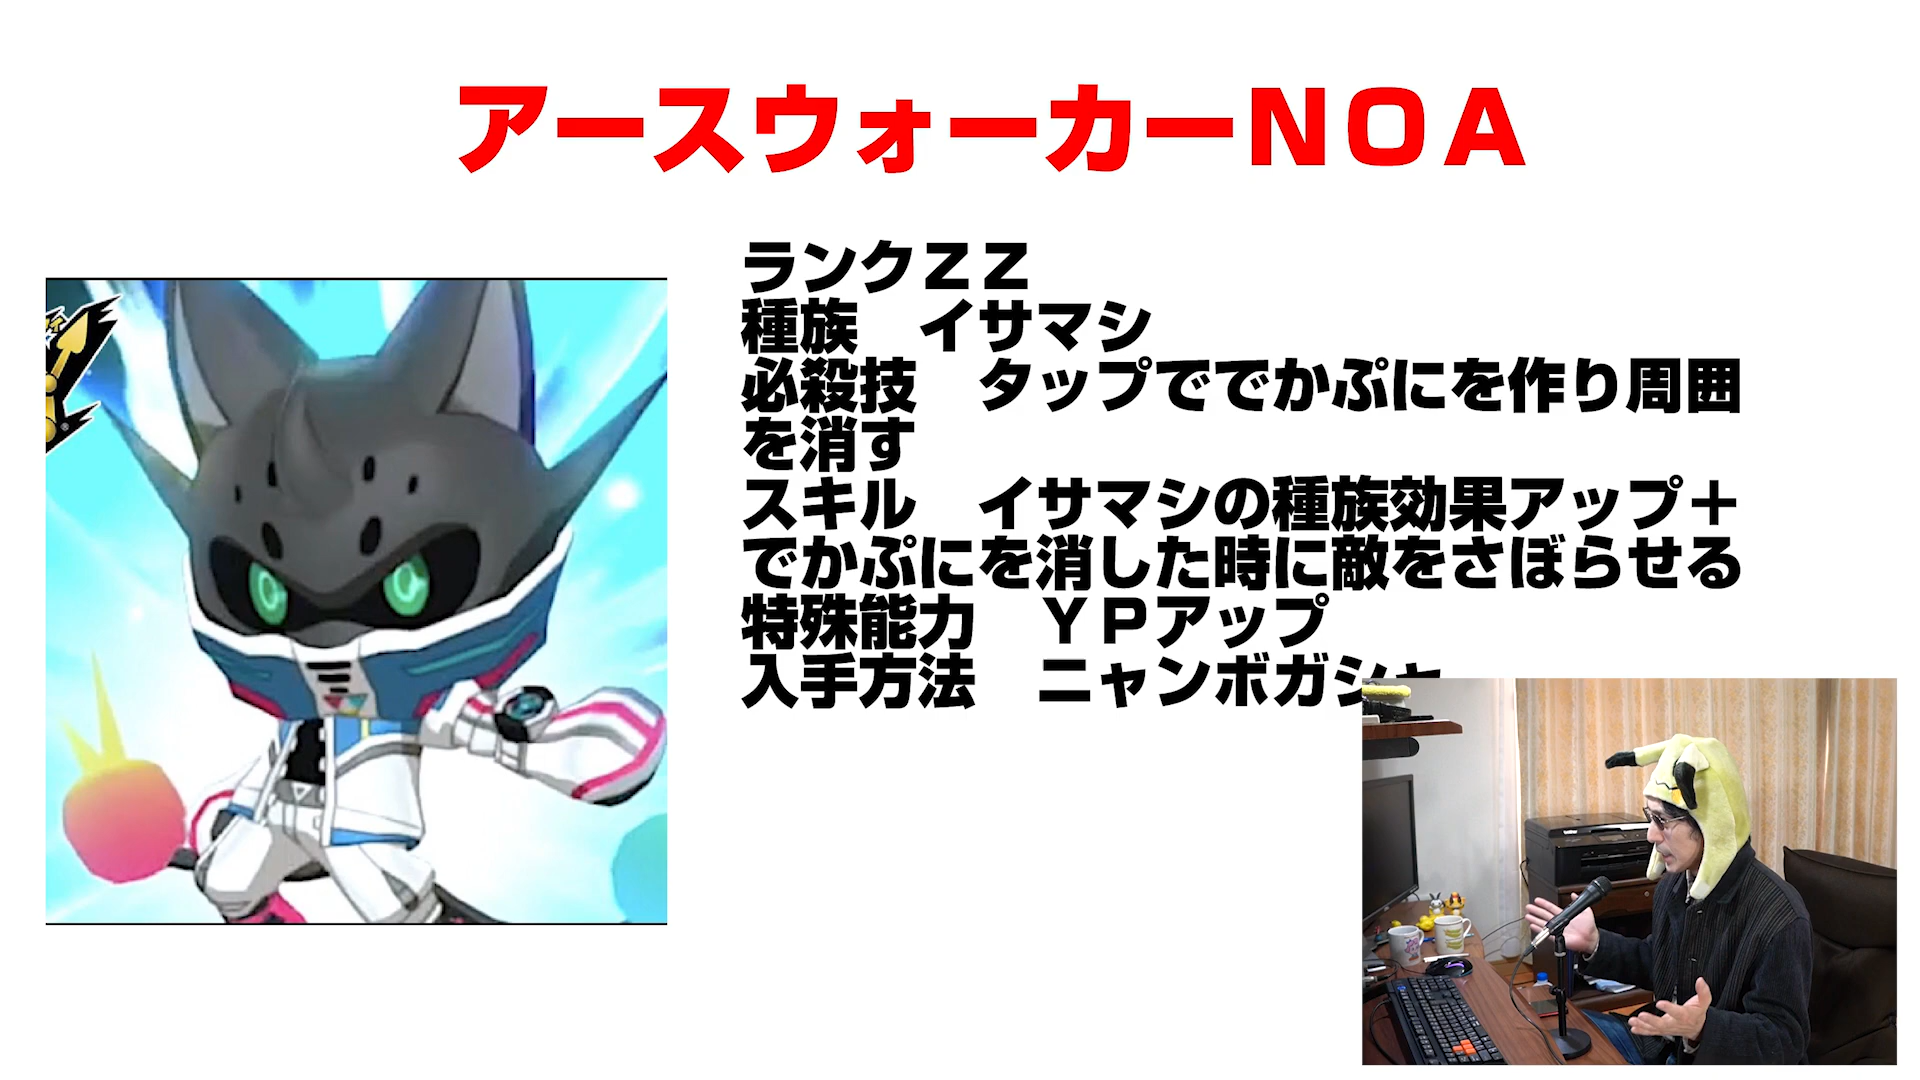 アースウォーカーＮＯＡ
ランクＺＺ
種族　イサマシ
必殺技　タップででかぷにを作り周囲
を消す
スキル　イサマシの種族効果アップ＋
でかぷにを消した時に敵をさぼらせる
特殊能力　ＹＰアップ
入手方法　ニャンボガシャ